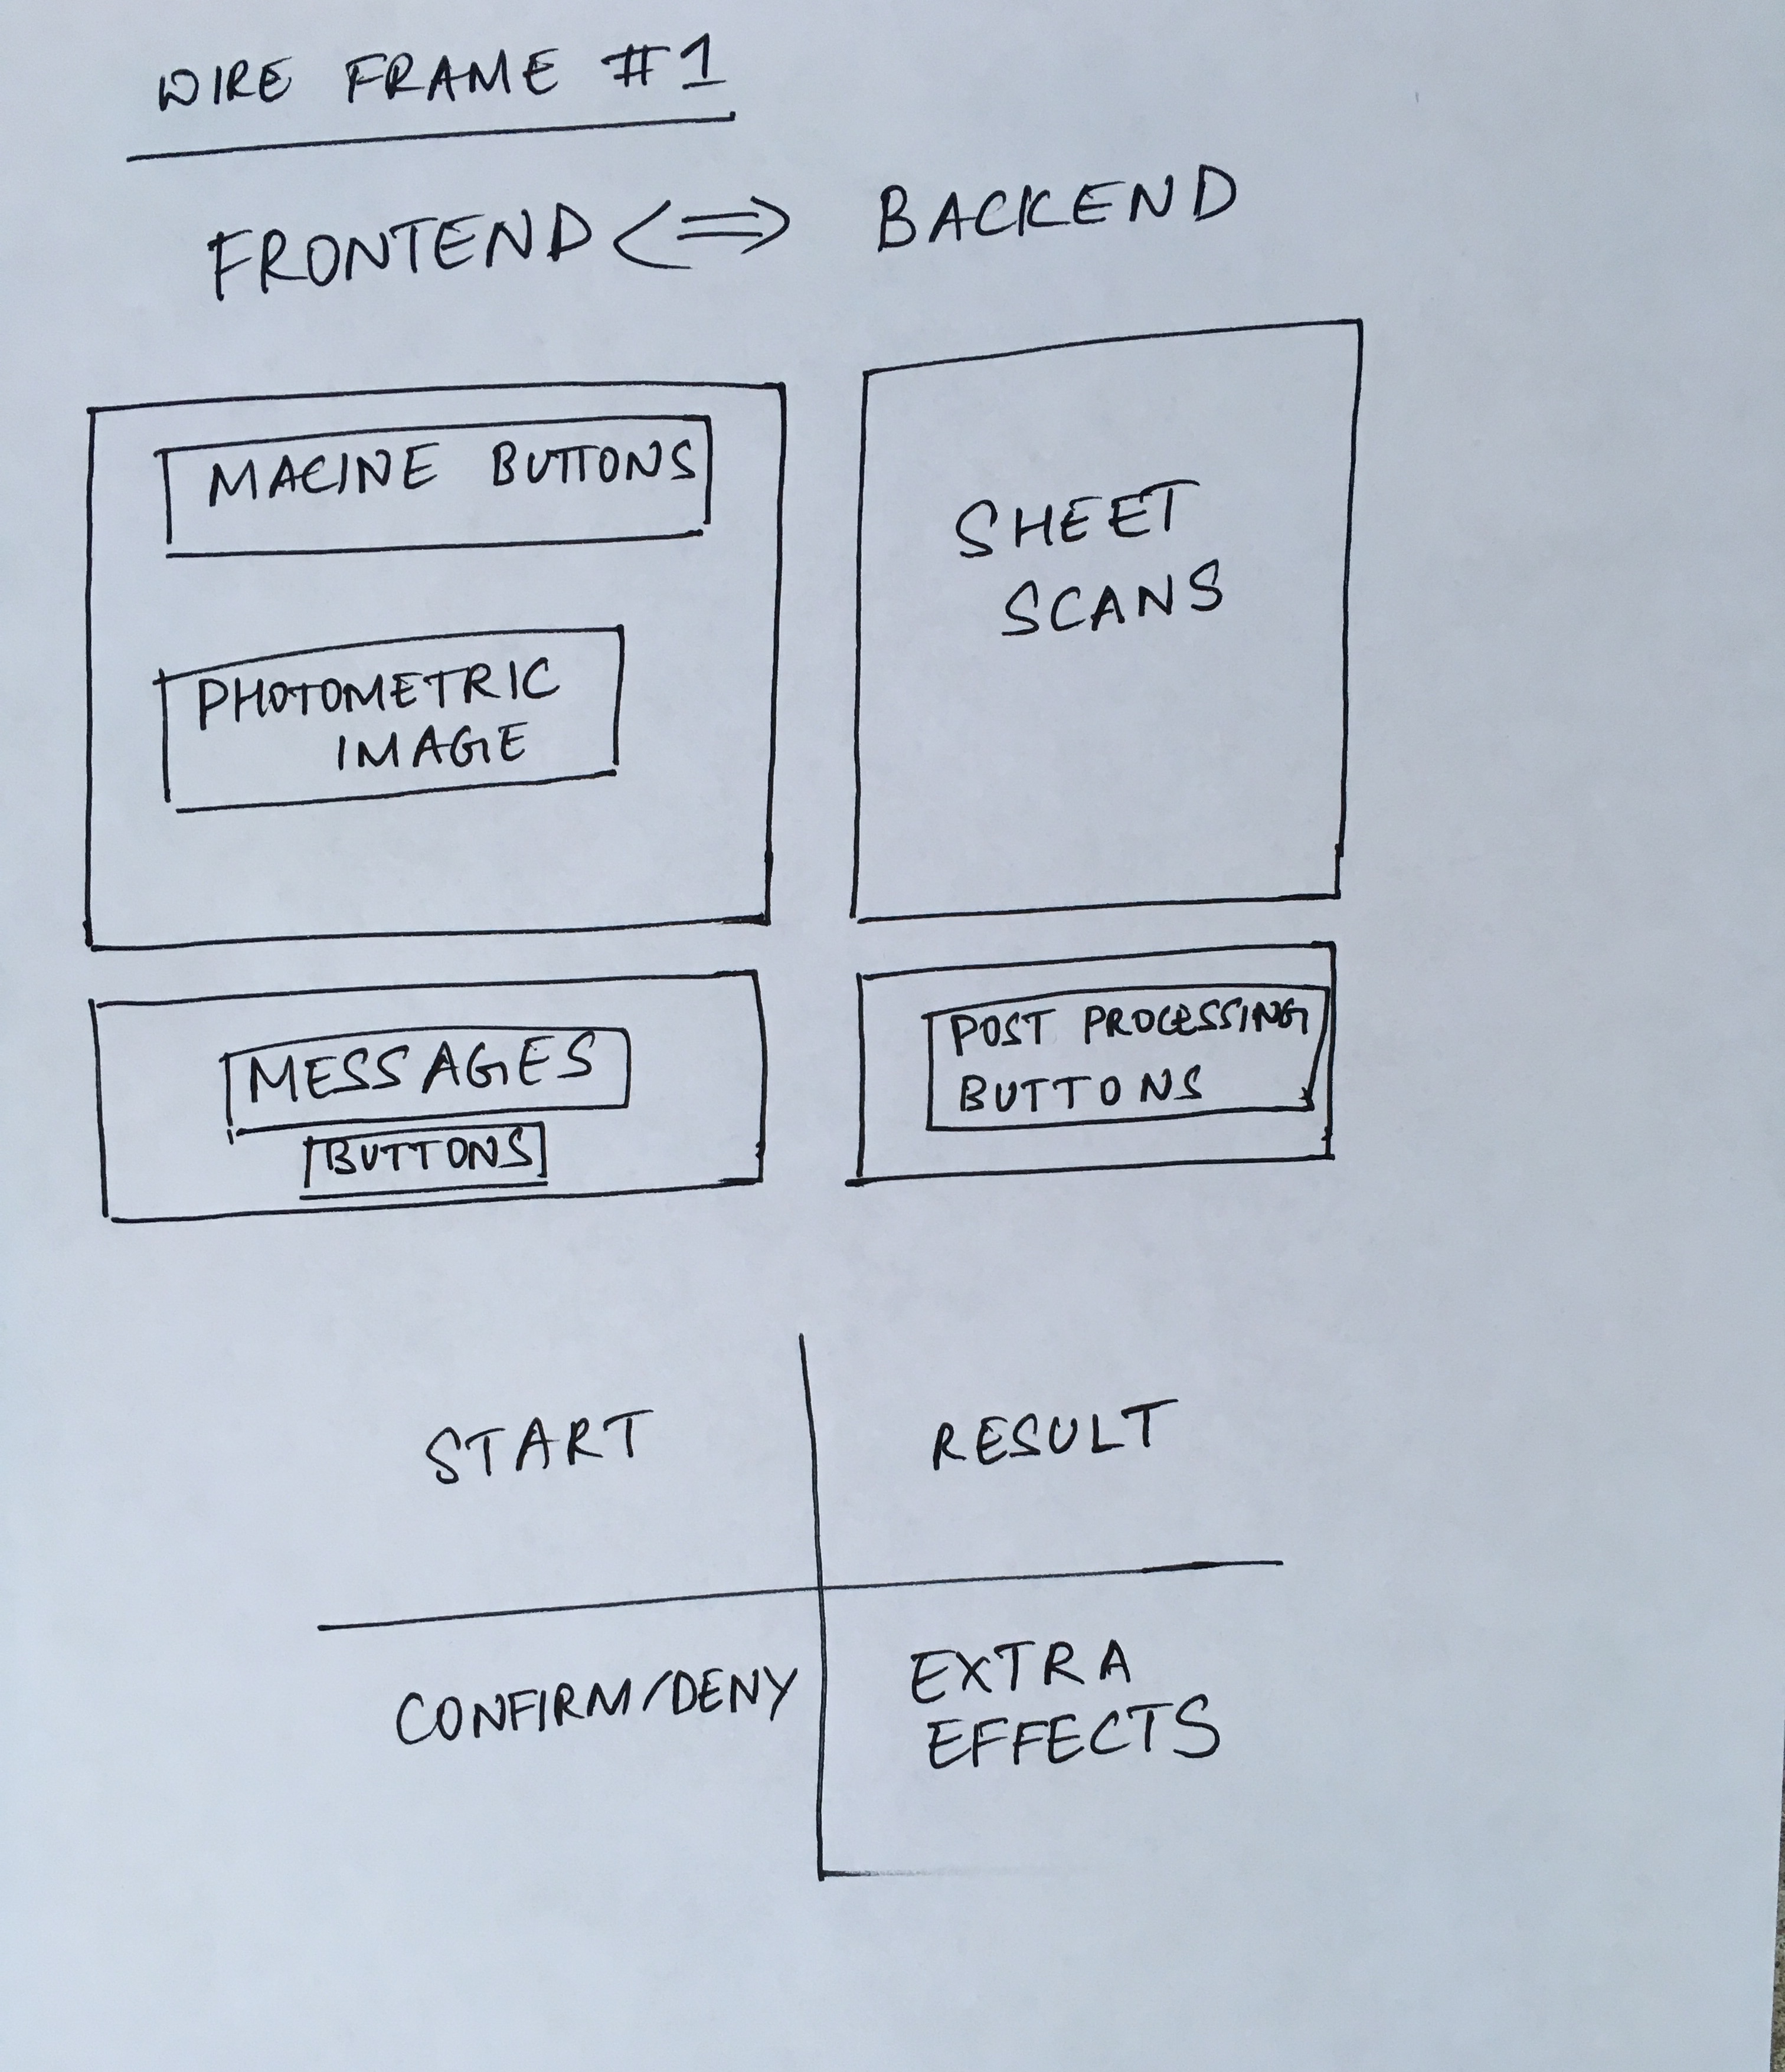 WIRE FRAME #1
FRONTEND <=> BACKEND
MACINE BUTTONS
PHOTOMETRIC
IMAGE
SHEET
SCANS
MESSAGES
BUTTONS
POST PROCESSING
BUTTONS
START
RESULT
CONFIRM/DENY
EXTRA
EFFECTS